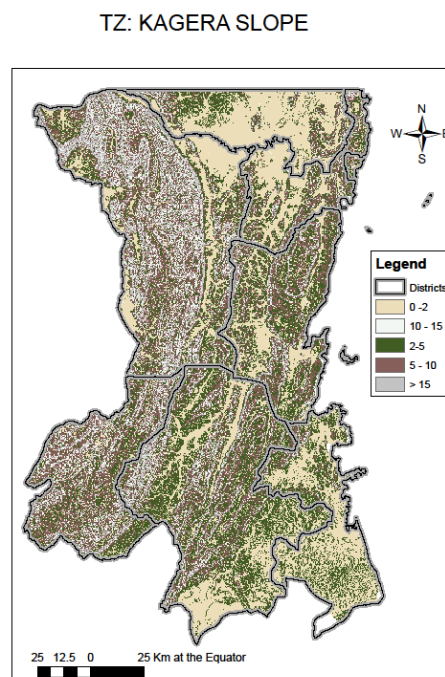 TZ: KAGERA SLOPE
N
W E
S
Legend
Districts
0 -2
10 - 15
2-5
5 - 10
> 15
25 12.5 0 25 Km at the Equator